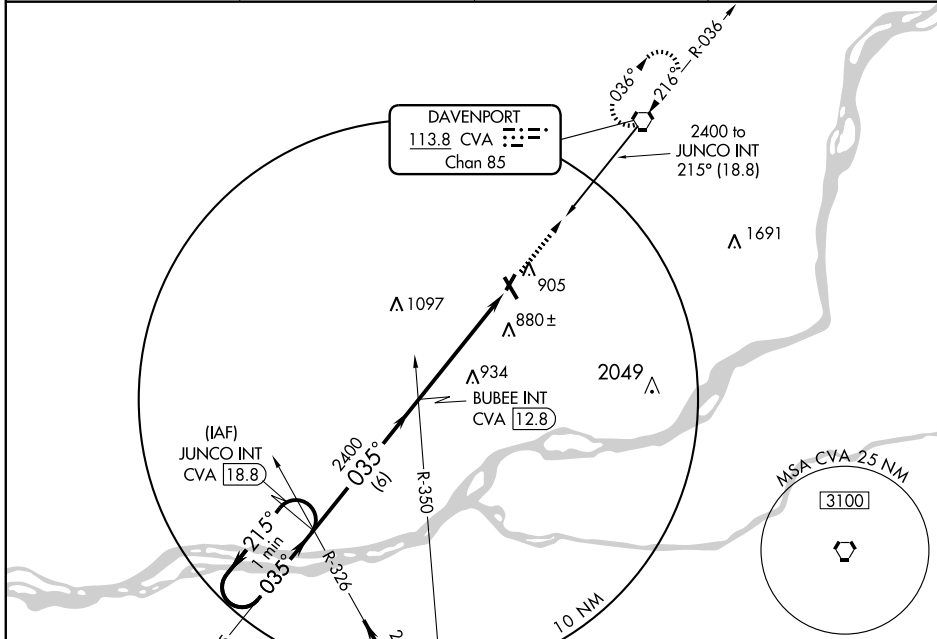 R-036
036°
216°
DAVENPORT
113.8 CVA
Chan 85
2400 to
JUNCO INT
215° (18.8)
1691
905
1097
880 ±
934
2049
BUBEE INT
CVA 12.8
(IAF)
JUNCO INT
CVA 18.8
2400
035°
(6)
R-350
215°
1 min
035°
R-326
10 NM
MSA CVA 25 NM
3100